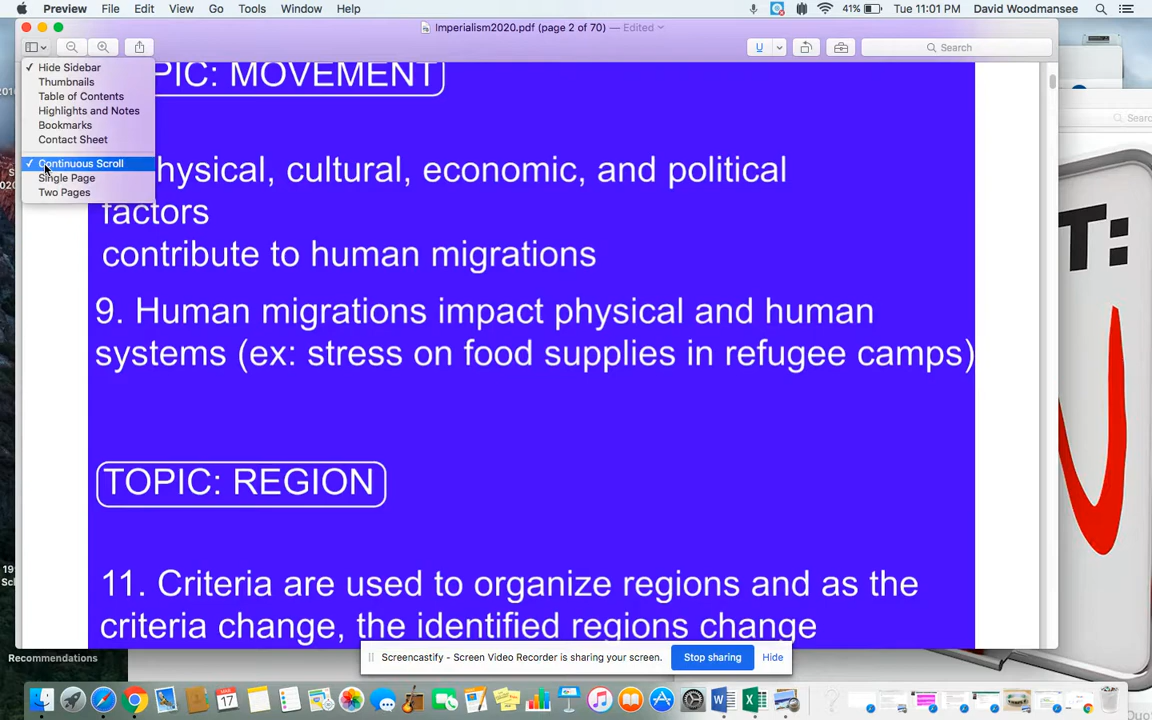 Preview File Edit View Go Tools Window Help 41% Tue 11:01 PM David Woodmansee
Imperialism2020.pdf (page 2 of 70) — Edited
U Search
✓ Hide Sidebar
Thumbnails
Table of Contents
Highlights and Notes
Bookmarks
Contact Sheet
✓ Continuous Scroll
Single Page
Two Pages
PIC: MOVEMENT
hysical, cultural, economic, and political
factors
contribute to human migrations
9. Human migrations impact physical and human
systems (ex: stress on food supplies in refugee camps)
TOPIC: REGION
11. Criteria are used to organize regions and as the
criteria change, the identified regions change
Sear
T:
Screencastify - Screen Video Recorder is sharing your screen. Stop sharing Hide
Recommendations
17